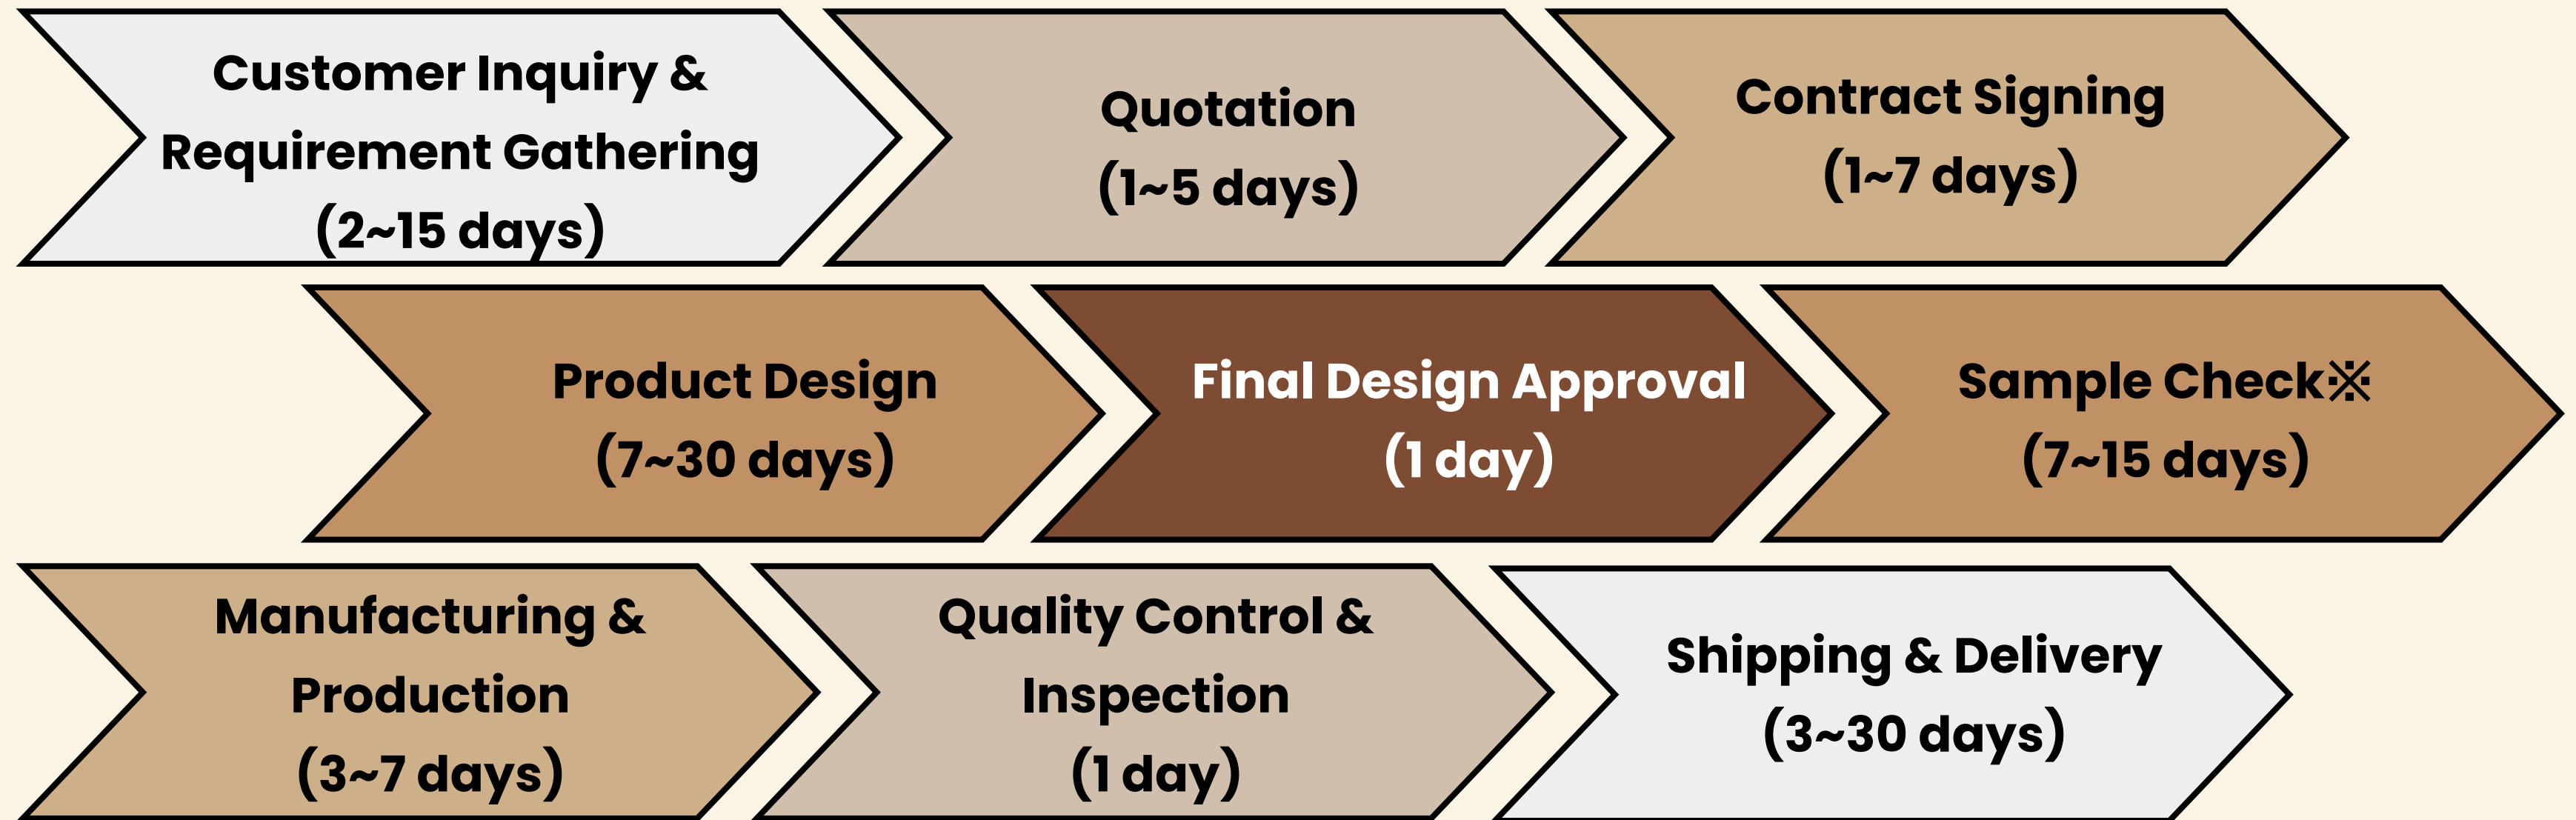 Customer Inquiry &
Requirement Gathering
(2~15 days)
Quotation
(1~5 days)
Contract Signing
(1~7 days)
Product Design
(7~30 days)
Final Design Approval
(1 day)
Sample Check※
(7~15 days)
Manufacturing &
Production
(3~7 days)
Quality Control &
Inspection
(1 day)
Shipping & Delivery
(3~30 days)